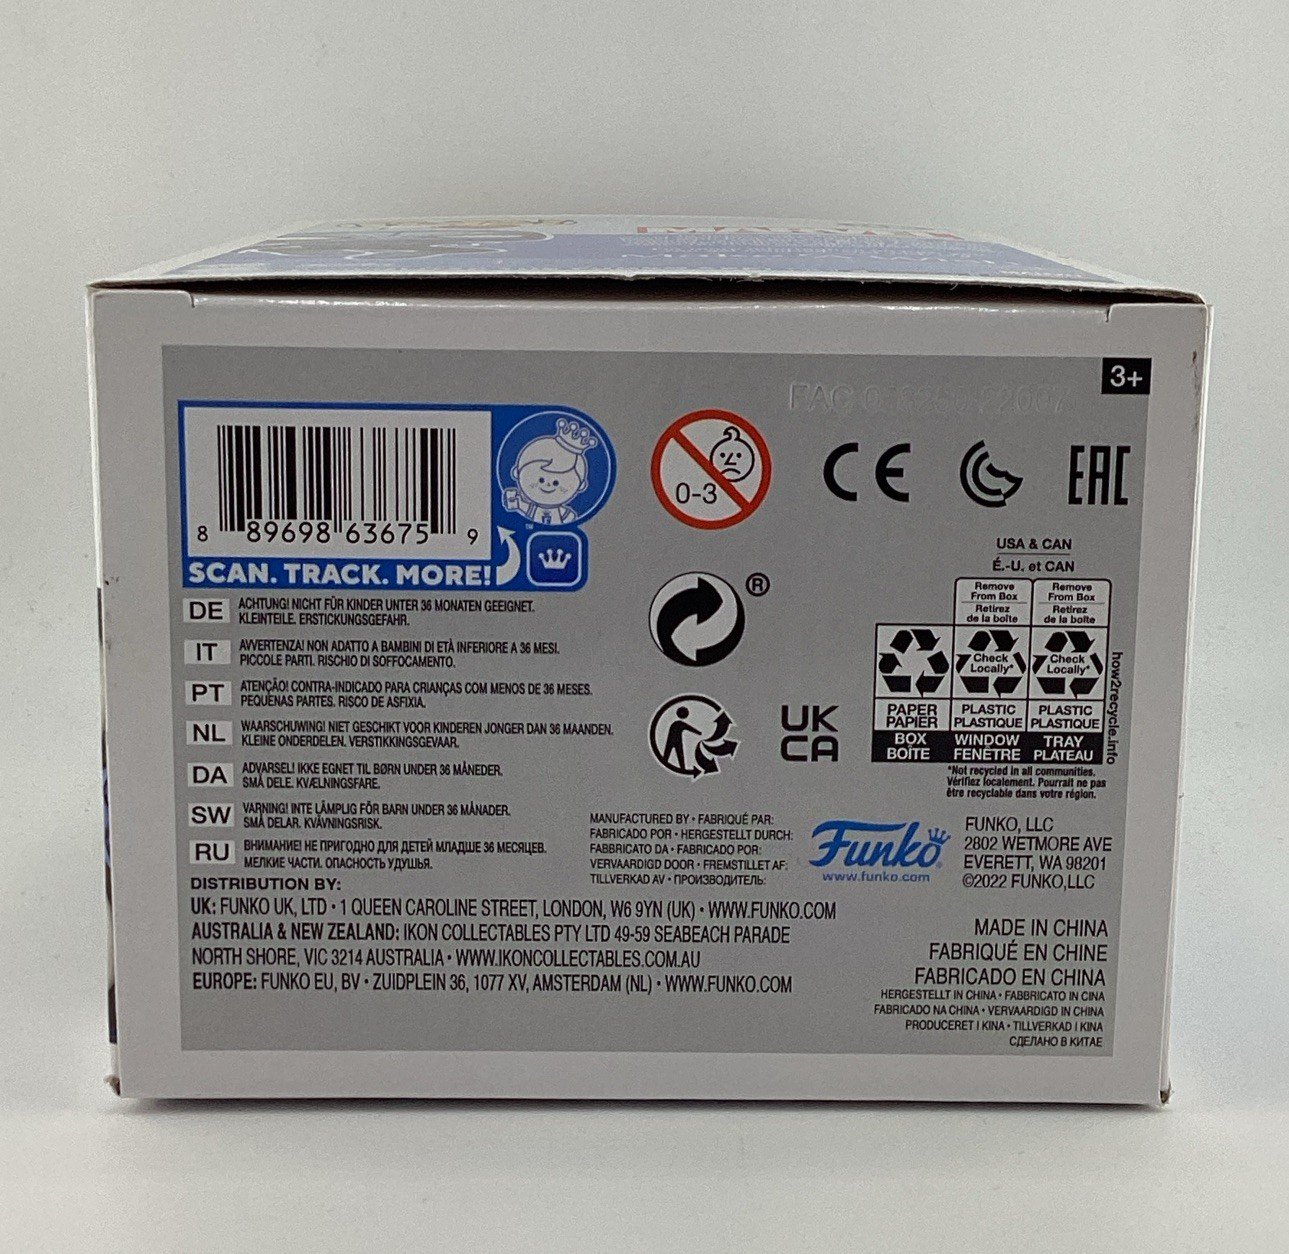 3+
8 89698 63675 9
SCAN. TRACK. MORE!
™
0-3
CE
EAC
USA & CAN
É.-U. et CAN
Remove From Box
Retirez de la boîte
Remove From Box
Retirez de la boîte
Check Locally*
Check Locally*
PAPER PAPIER
PLASTIC PLASTIQUE
PLASTIC PLASTIQUE
BOX BOÎTE
WINDOW FENÊTRE
TRAY PLATEAU
how2recycle.info
*Not recycled in all communities.
Vérifiez localement. Pourrait ne pas
être recyclable dans votre région.
®
UK
CA
DE ACHTUNG! NICHT FÜR KINDER UNTER 36 MONATEN GEEIGNET.
KLEINTEILE. ERSTICKUNGSGEFAHR.
IT AVVERTENZA! NON ADATTO A BAMBINI DI ETÀ INFERIORE A 36 MESI.
PICCOLE PARTI. RISCHIO DI SOFFOCAMENTO.
PT ATENÇÃO! CONTRA-INDICADO PARA CRIANÇAS COM MENOS DE 36 MESES.
PEQUENAS PARTES. RISCO DE ASFIXIA.
NL WAARSCHUWING! NIET GESCHIKT VOOR KINDEREN JONGER DAN 36 MAANDEN.
KLEINE ONDERDELEN. VERSTIKKINGSGEVAAR.
DA ADVARSEL! IKKE EGNET TIL BØRN UNDER 36 MÅNEDER.
SMÅ DELE. KVÆLNINGSFARE.
SW VARNING! INTE LÄMPLIG FÖR BARN UNDER 36 MÅNADER.
SMÅ DELAR. KVÄVNINGSRISK.
RU ВНИМАНИЕ! НЕ ПРИГОДНО ДЛЯ ДЕТЕЙ МЛАДШЕ 36 МЕСЯЦЕВ.
МЕЛКИЕ ЧАСТИ. ОПАСНОСТЬ УДУШЬЯ.
MANUFACTURED BY • FABRIQUÉ PAR:
FABRICADO POR • HERGESTELLT DURCH:
FABBRICATO DA • FABRICADO POR:
VERVAARDIGD DOOR • FREMSTILLET AF:
TILLVERKAD AV • ПРОИЗВОДИТЕЛЬ:
Funko
www.funko.com
FUNKO, LLC
2802 WETMORE AVE
EVERETT, WA 98201
©2022 FUNKO,LLC
DISTRIBUTION BY:
UK: FUNKO UK, LTD • 1 QUEEN CAROLINE STREET, LONDON, W6 9YN (UK) • WWW.FUNKO.COM
AUSTRALIA & NEW ZEALAND: IKON COLLECTABLES PTY LTD 49-59 SEABEACH PARADE
NORTH SHORE, VIC 3214 AUSTRALIA • WWW.IKONCOLLECTABLES.COM.AU
EUROPE: FUNKO EU, BV • ZUIDPLEIN 36, 1077 XV, AMSTERDAM (NL) • WWW.FUNKO.COM
MADE IN CHINA
FABRIQUÉ EN CHINE
FABRICADO EN CHINA
HERGESTELLT IN CHINA • FABBRICATO IN CINA
FABRICADO NA CHINA • VERVAARDIGD IN CHINA
PRODUCERET I KINA • TILLVERKAD I KINA
СДЕЛАНО В КИТАЕ